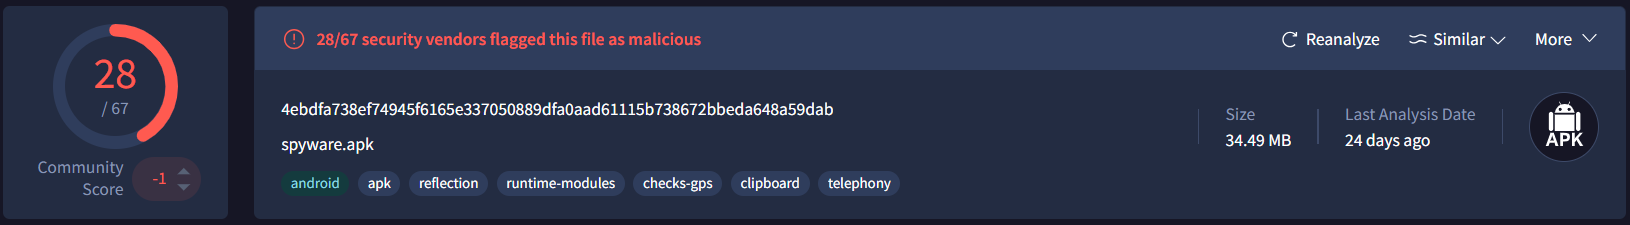 28
/ 67
Community
Score
-1
28/67 security vendors flagged this file as malicious
Reanalyze
Similar
More
4ebdfa738ef74945f6165e337050889dfa0aad61115b738672bbeda648a59dab
spyware.apk
android apk reflection runtime-modules checks-gps clipboard telephony
Size
34.49 MB
Last Analysis Date
24 days ago
APK